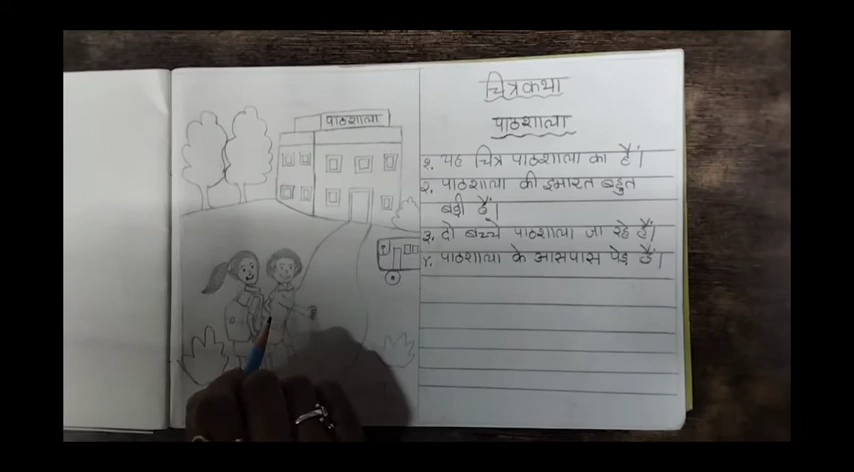 पाठशाला
चित्रकथा
पाठशाला
१. यह चित्र पाठशाला का हैं।
२. पाठशाला की इमारत बहुत
बडी हैं।
३. दो बच्चे पाठशाला जा रहे हैं।
४. पाठशाला के आसपास पेड़ हैं।